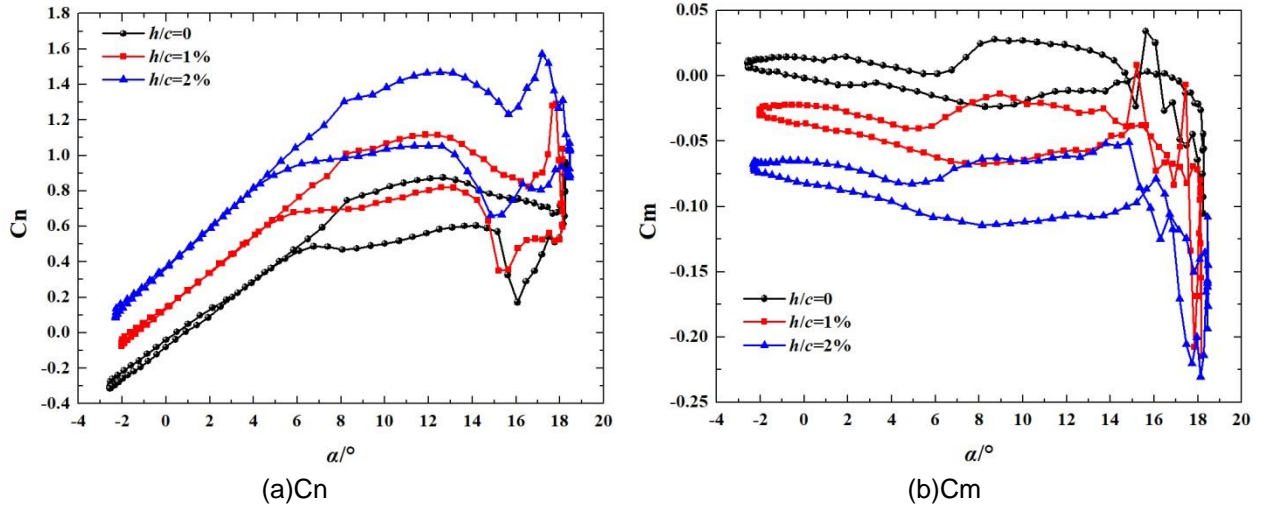 1.8
1.6
1.4
1.2
1.0
0.8
0.6
0.4
0.2
0.0
-0.2
-0.4
Cn
h/c=0
h/c=1%
h/c=2%
-4 -2 0 2 4 6 8 10 12 14 16 18 20
α/°
(a)Cn
0.05
0.00
-0.05
-0.10
-0.15
-0.20
-0.25
Cm
h/c=0
h/c=1%
h/c=2%
-4 -2 0 2 4 6 8 10 12 14 16 18 20
α/°
(b)Cm